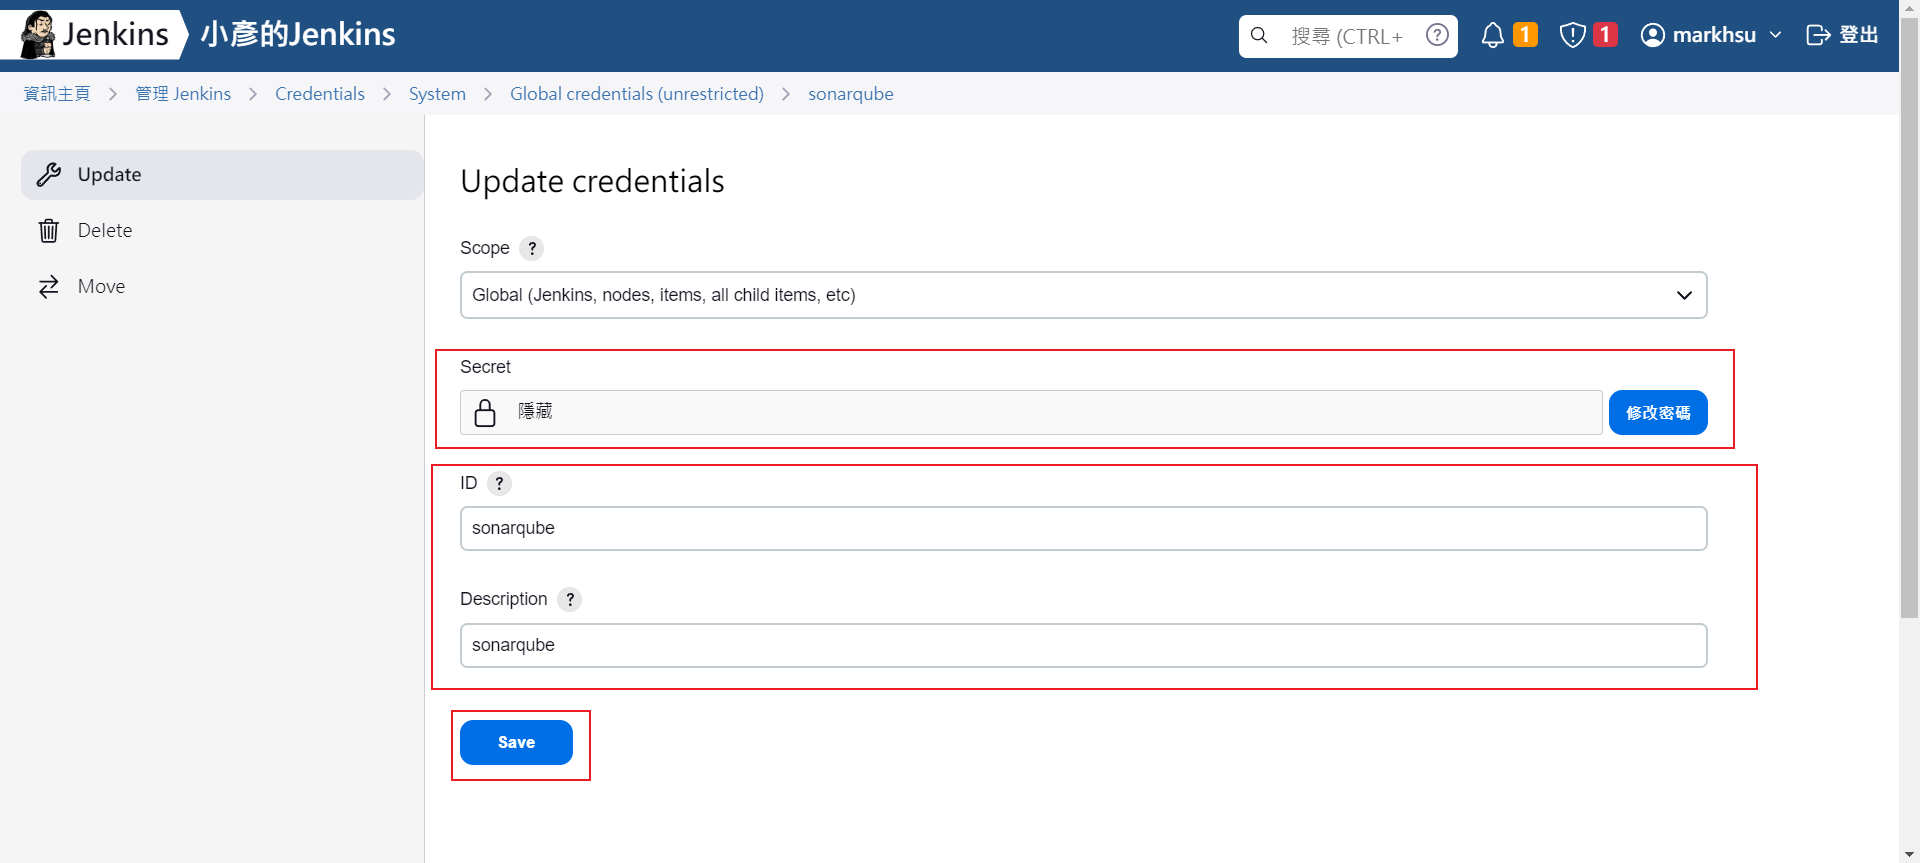 Jenkins 小彥的Jenkins 搜尋 (CTRL+ ? 1 1 markhsu 登出
資訊主頁 > 管理 Jenkins > Credentials > System > Global credentials (unrestricted) > sonarqube
Update
Delete
Move
Update credentials
Scope ?
Global (Jenkins, nodes, items, all child items, etc)
Secret
隱藏 修改密碼
ID ?
sonarqube
Description ?
sonarqube
Save